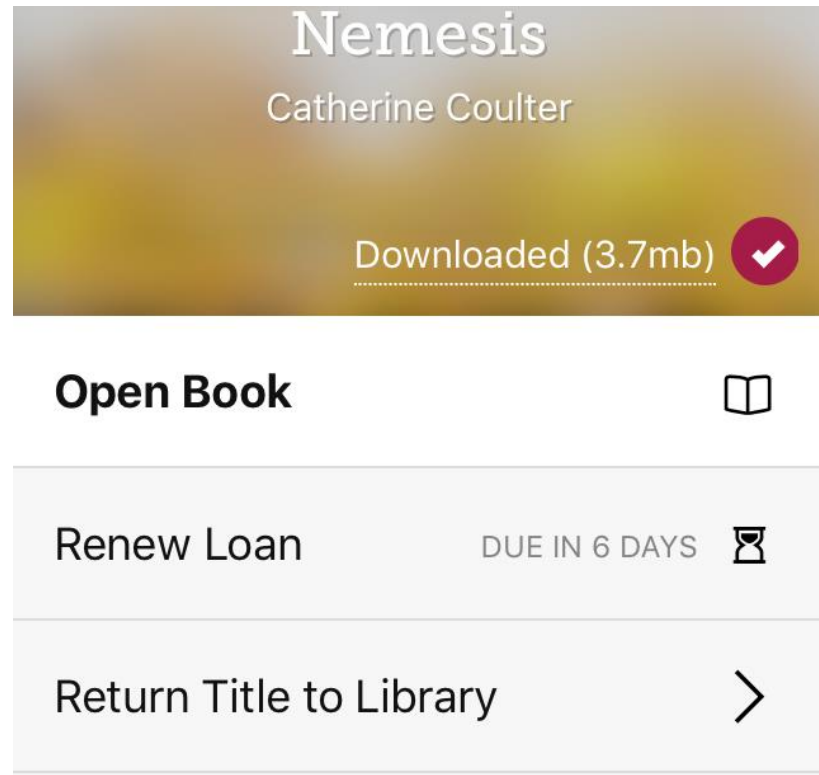 Nemesis
Catherine Coulter
Downloaded (3.7mb)
Open Book
Renew Loan DUE IN 6 DAYS
Return Title to Library